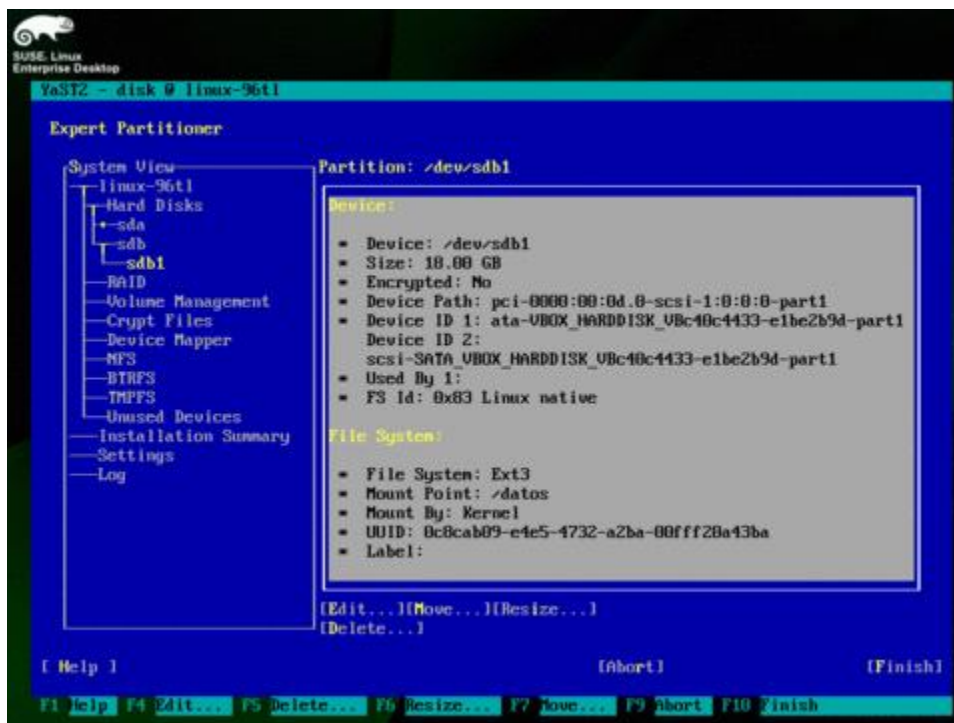 SUSE. Linux
Enterprise Desktop
YaST2 - disk @ linux-96tl
Expert Partitioner
System View
linux-96tl
Hard Disks
sda
sdb
sdb1
RAID
Volume Management
Crypt Files
Device Mapper
NFS
BTRFS
TMPFS
Unused Devices
Installation Summary
Settings
Log
Partition: /dev/sdb1
Device:
Device: /dev/sdb1
Size: 10.00 GB
Encrypted: No
Device Path: pci-0000:00:0d.0-scsi-1:0:0:0-part1
Device ID 1: ata-VBOX_HARDDISK_VBc40c4433-e1be2b9d-part1
Device ID 2:
scsi-SATA_VBOX_HARDDISK_VBc40c4433-e1be2b9d-part1
Used By 1:
FS Id: 0x83 Linux native
File System:
File System: Ext3
Mount Point: /datos
Mount By: Kernel
UUID: 0c8cab09-e4e5-4732-a2ba-00fff20a43ba
Label:
[Edit...][Move...][Resize...]
[Delete...]
[ Help ] [Abort] [Finish]
F1 Help F4 Edit... F5 Delete... F6 Resize... F7 Move... F9 Abort F10 Finish